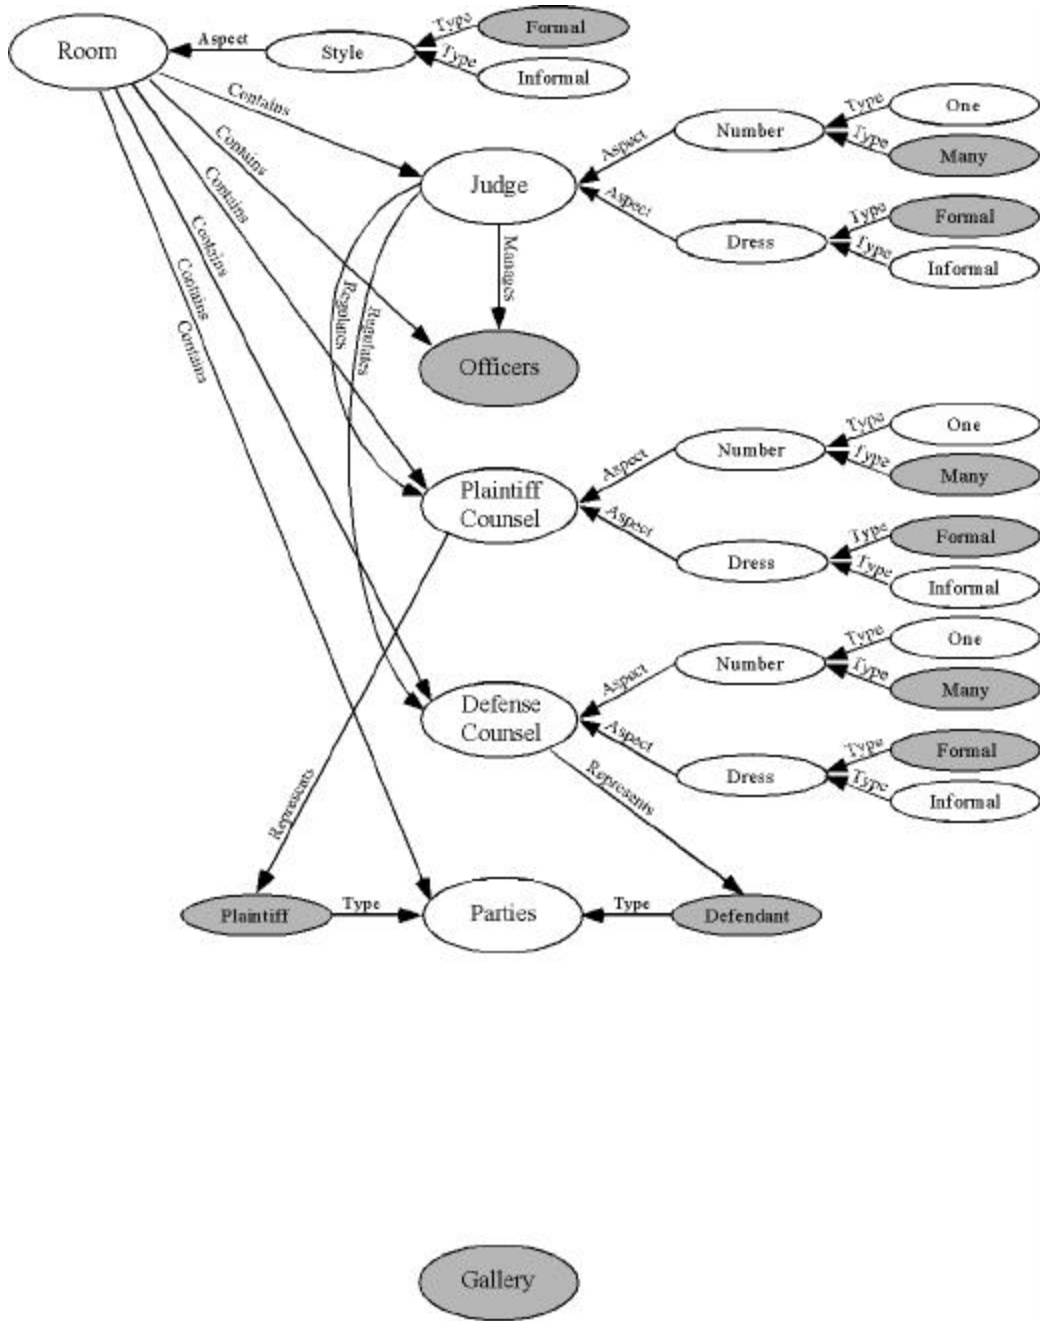 Room
Aspect
Style
Type
Formal
Type
Informal
Contains
Contains
Contains
Contains
Contains
Contains
Judge
Aspect
Number
Type
One
Type
Many
Aspect
Dress
Type
Formal
Type
Informal
Manages
Regulates
Regulates
Officers
Plaintiff
Counsel
Aspect
Number
Type
One
Type
Many
Aspect
Dress
Type
Formal
Type
Informal
Defense
Counsel
Aspect
Number
Type
One
Type
Many
Aspect
Dress
Type
Formal
Type
Informal
Represents
Represents
Plaintiff
Type
Parties
Type
Defendant
Gallery